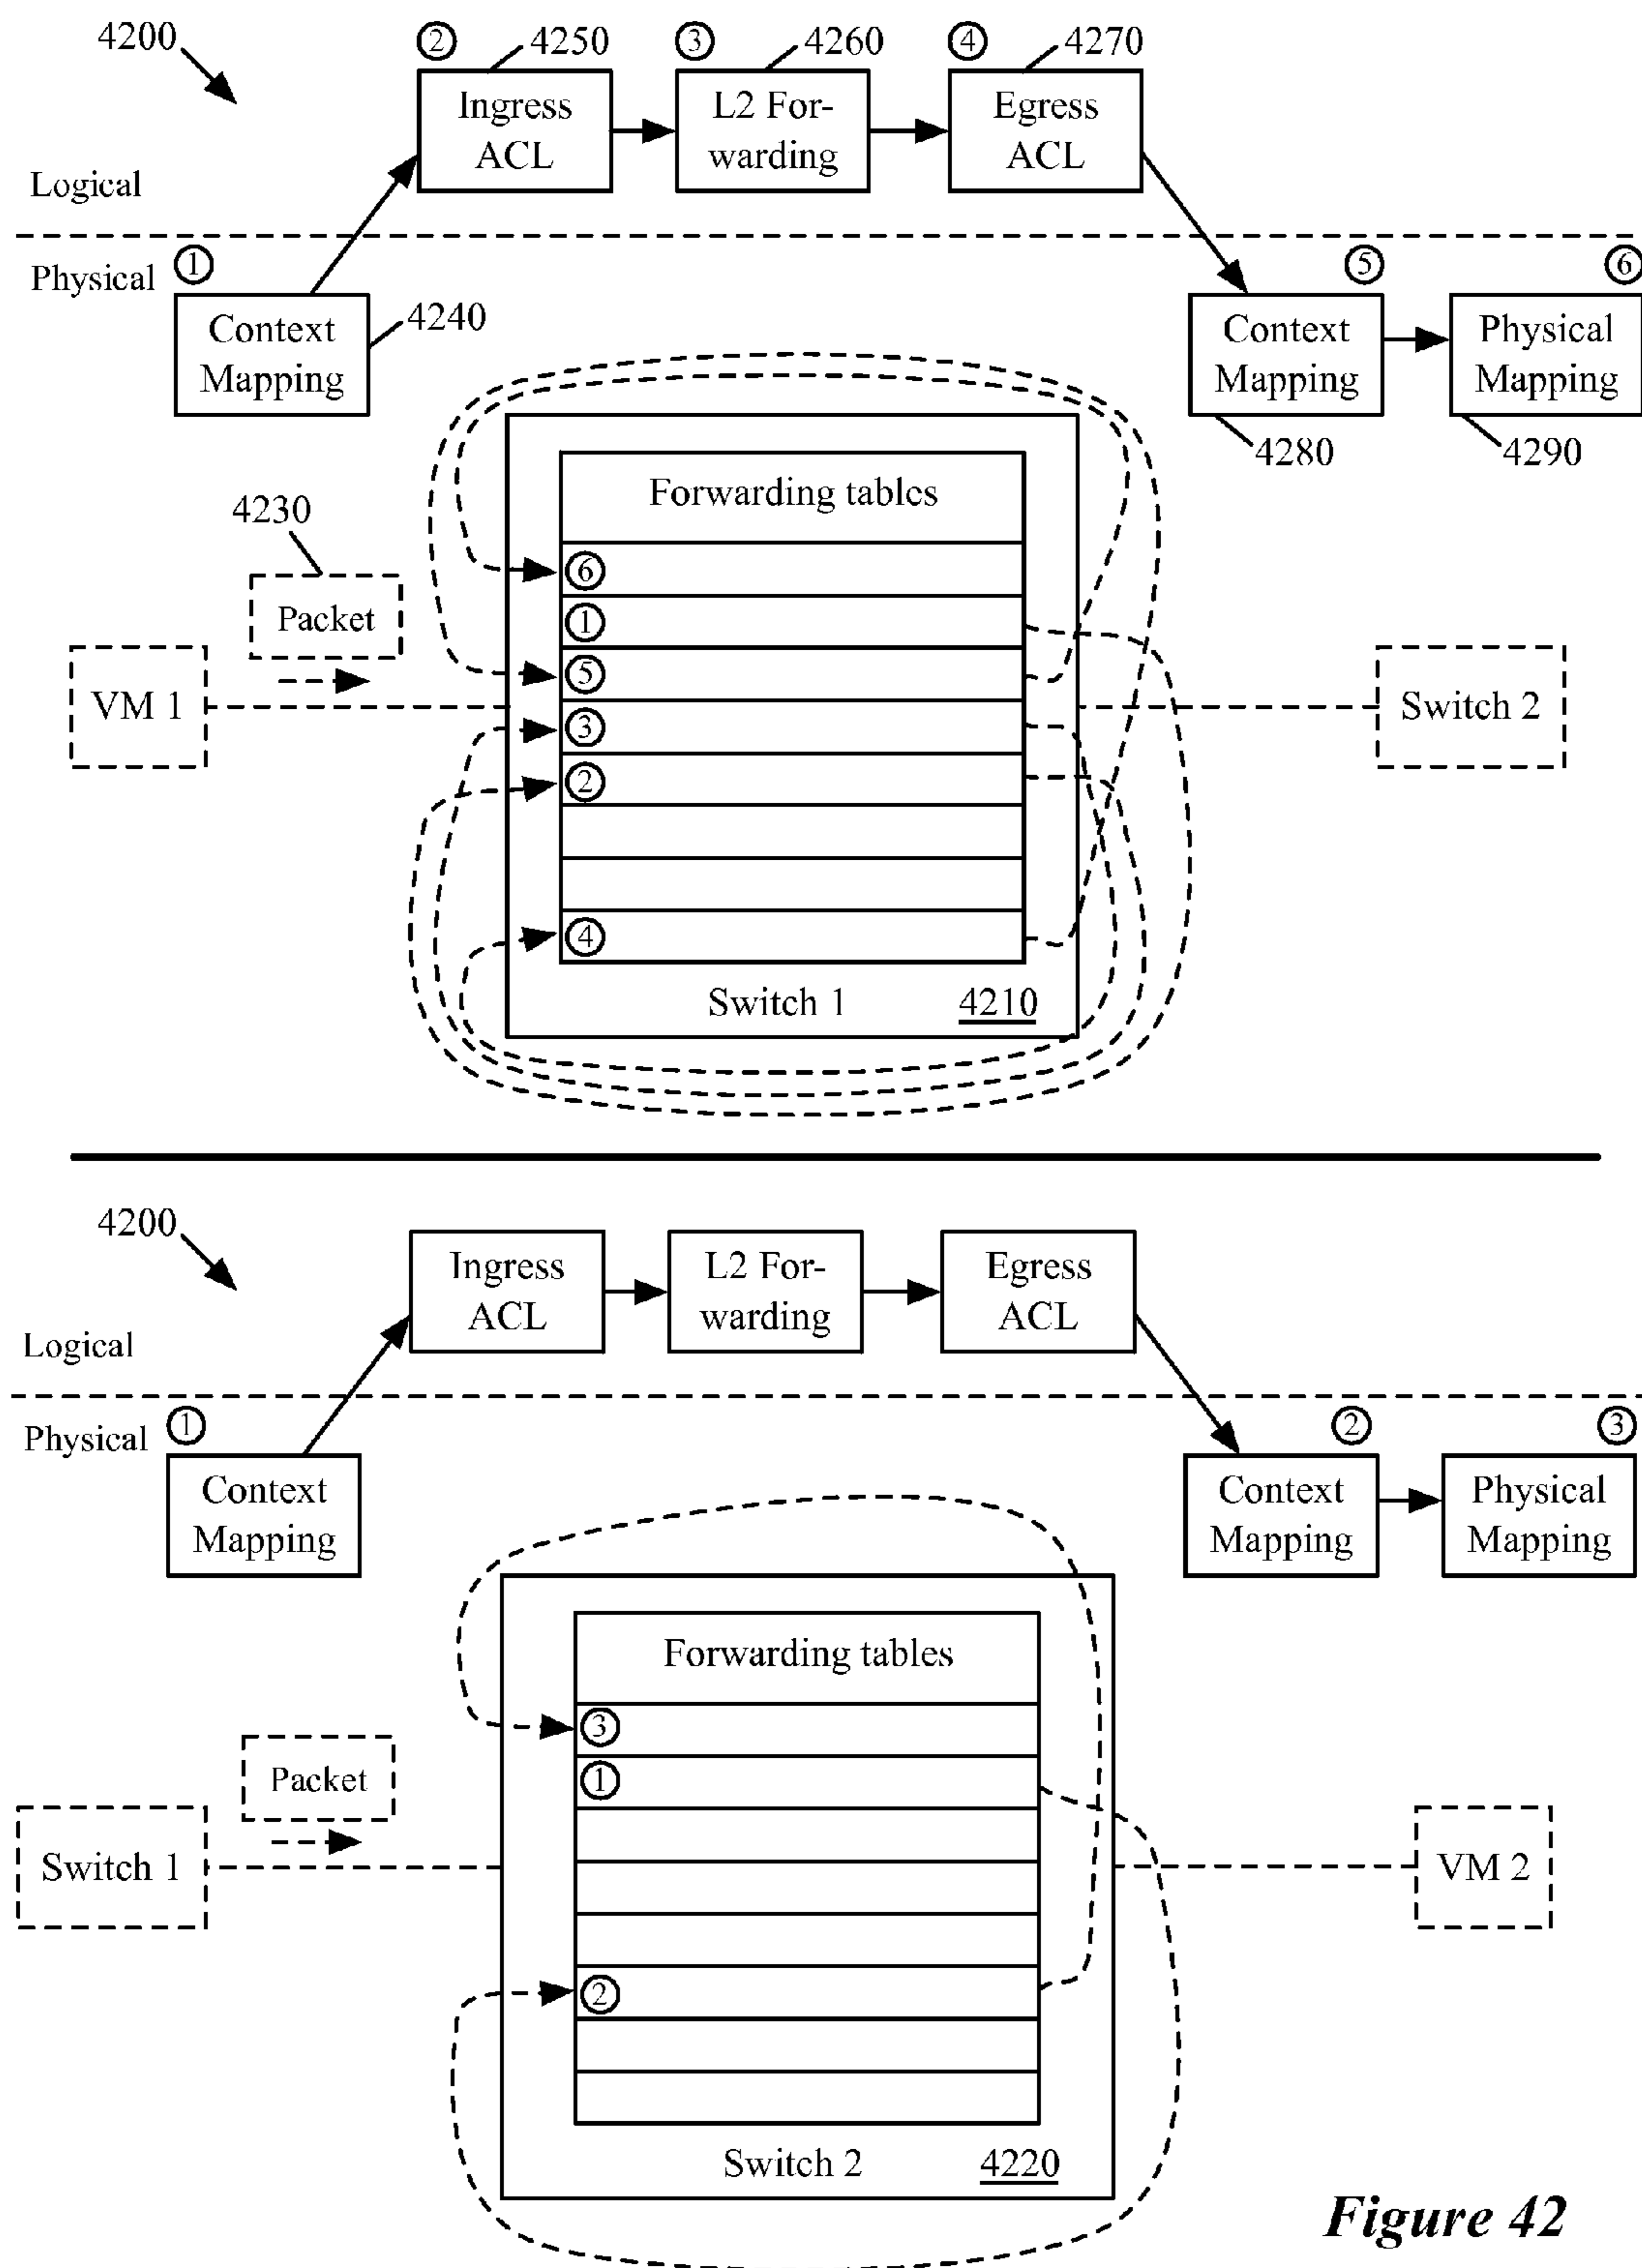 4200
② 4250 ③ 4260 ④ 4270
Ingress
ACL
L2 For-
warding
Egress
ACL
Logical
Physical
① ⑤ ⑥
Context
Mapping
4240
Context
Mapping
4280
Physical
Mapping
4290
4230
Packet
VM 1
Forwarding tables
⑥
①
⑤
③
②
④
Switch 1 4210
Switch 2
4200
Ingress
ACL
L2 For-
warding
Egress
ACL
Logical
Physical
① ② ③
Context
Mapping
Context
Mapping
Physical
Mapping
Packet
Switch 1
Forwarding tables
③
①
②
Switch 2 4220
VM 2
Figure 42